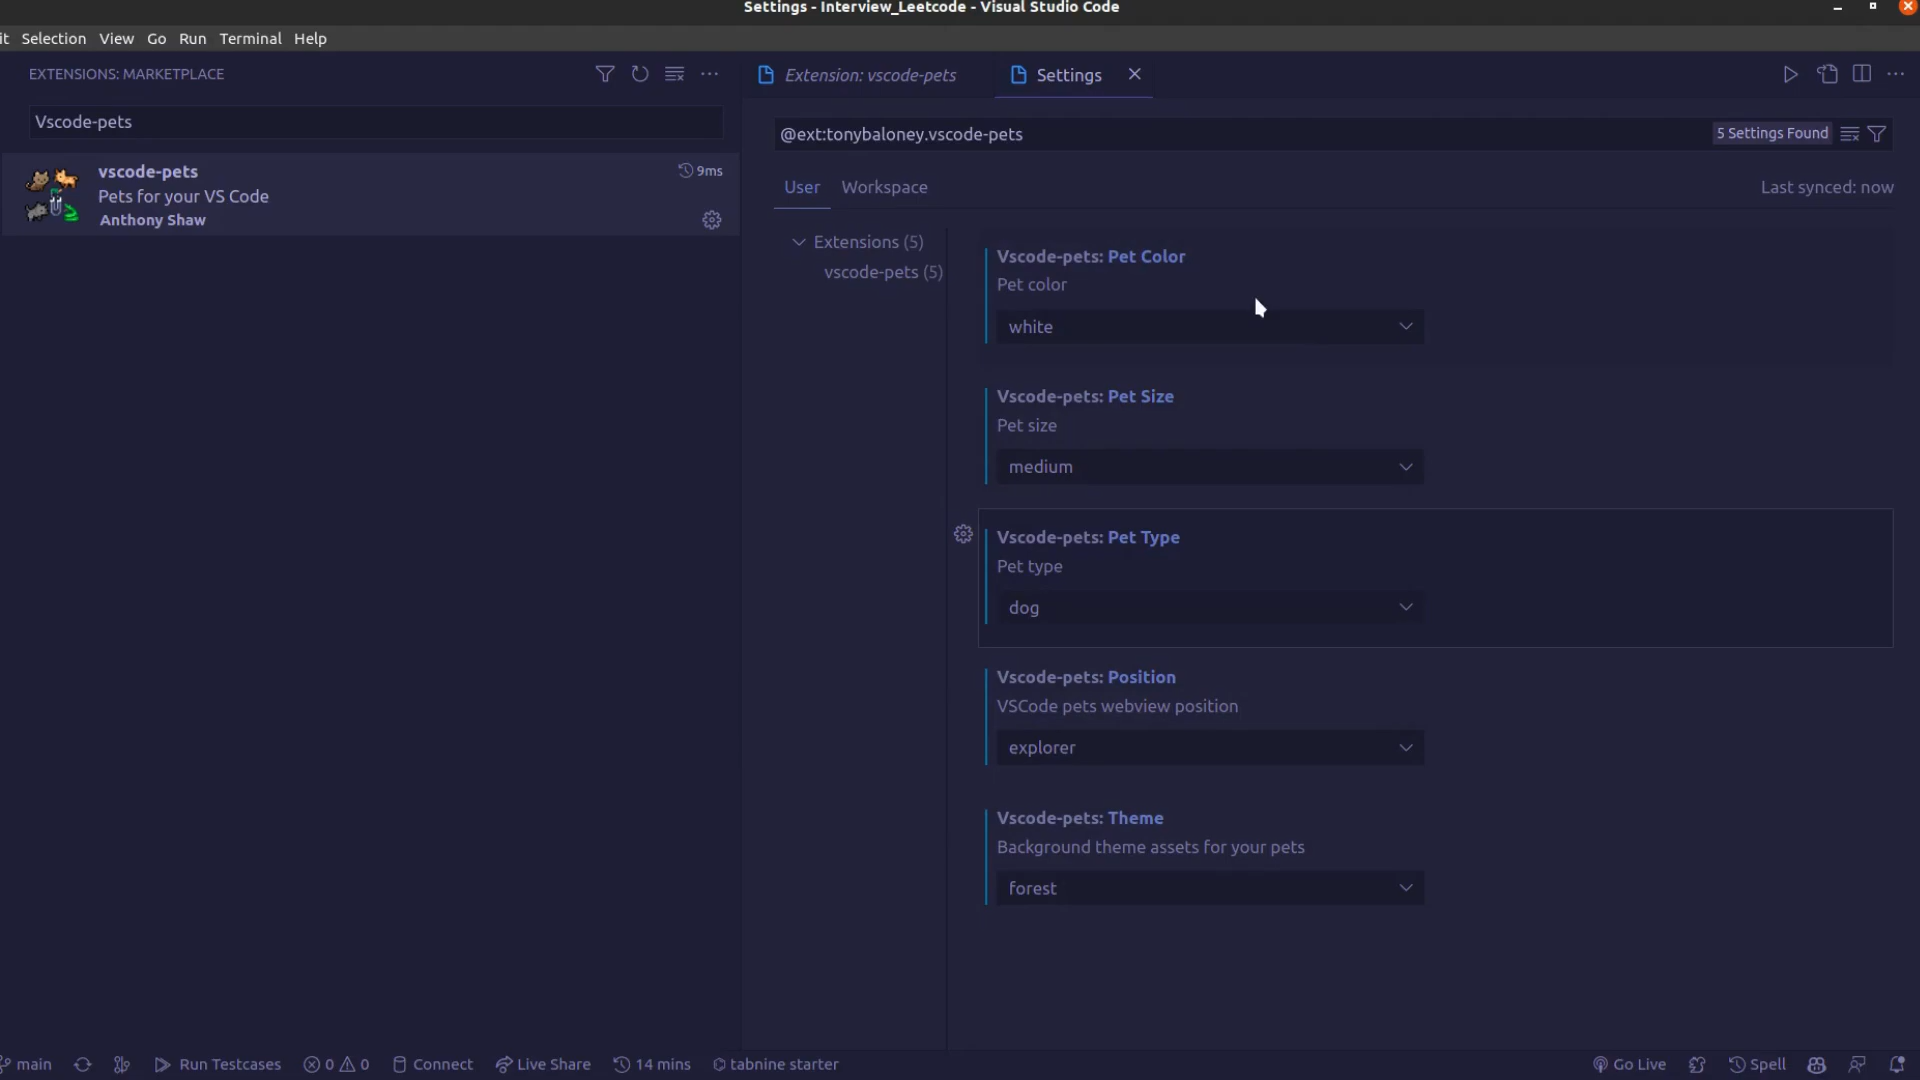 Settings - Interview_Leetcode - Visual Studio Code
it Selection View Go Run Terminal Help
EXTENSIONS: MARKETPLACE
Vscode-pets
vscode-pets
9ms
Pets for your VS Code
Anthony Shaw
Extension: vscode-pets
Settings
@ext:tonybaloney.vscode-pets
5 Settings Found
User
Workspace
Last synced: now
Extensions (5)
vscode-pets (5)
Vscode-pets: Pet Color
Pet color
white
Vscode-pets: Pet Size
Pet size
medium
Vscode-pets: Pet Type
Pet type
dog
Vscode-pets: Position
VSCode pets webview position
explorer
Vscode-pets: Theme
Background theme assets for your pets
forest
main Run Testcases 0 0 Connect Live Share 14 mins tabnine starter Go Live Spell